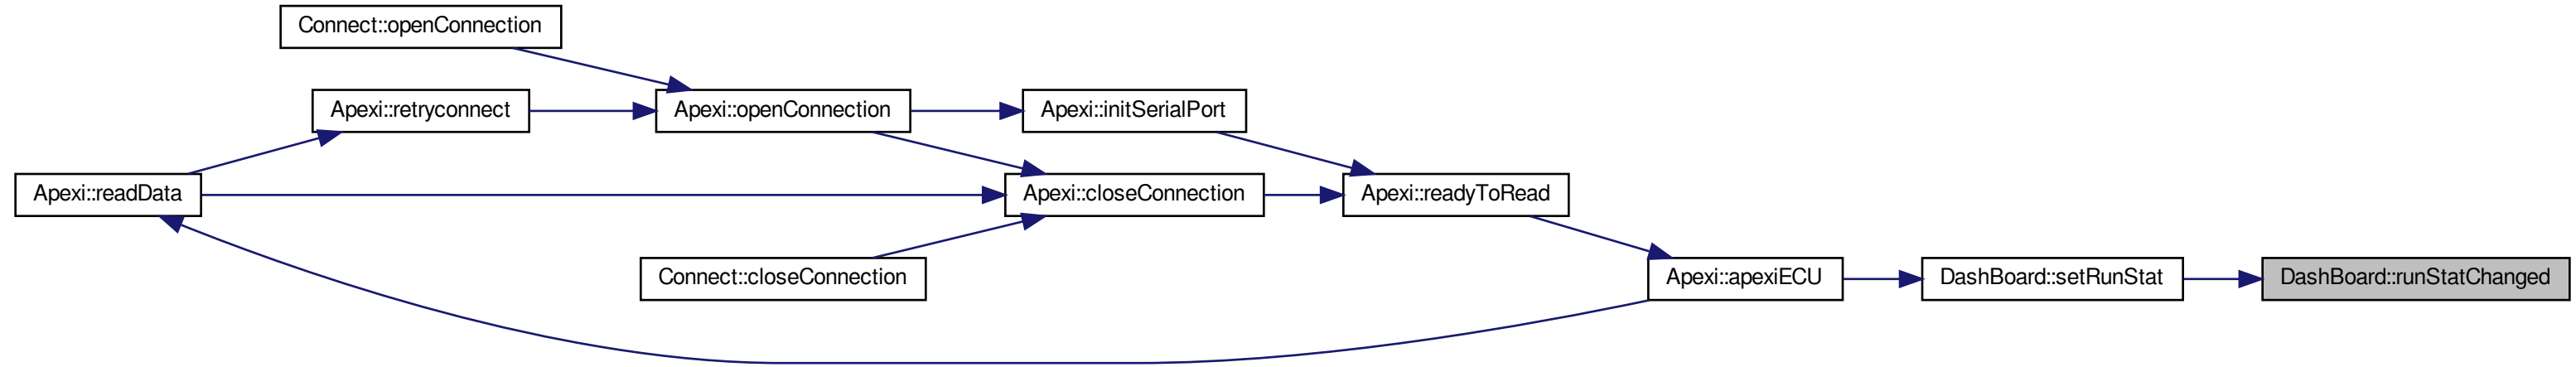 Connect::openConnection
Apexi::retryconnect
Apexi::openConnection
Apexi::initSerialPort
Apexi::readData
Apexi::closeConnection
Apexi::readyToRead
Connect::closeConnection
Apexi::apexiECU
DashBoard::setRunStat
DashBoard::runStatChanged